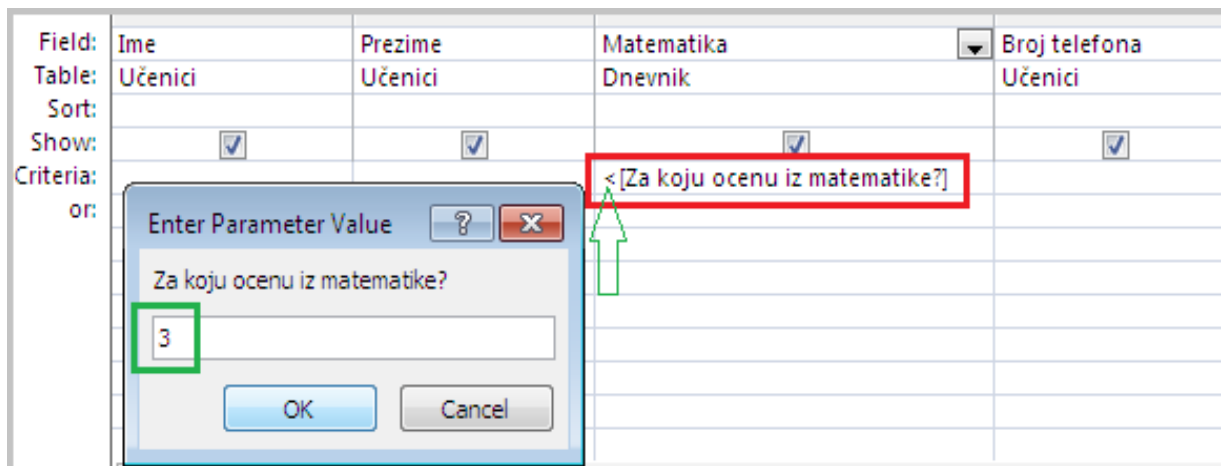 Field: Ime Prezime Matematika Broj telefona
Table: Učenici Učenici Dnevnik Učenici
Sort:
Show:
Criteria: <[Za koju ocenu iz matematike?]
or:
Enter Parameter Value
Za koju ocenu iz matematike?
3
OK Cancel